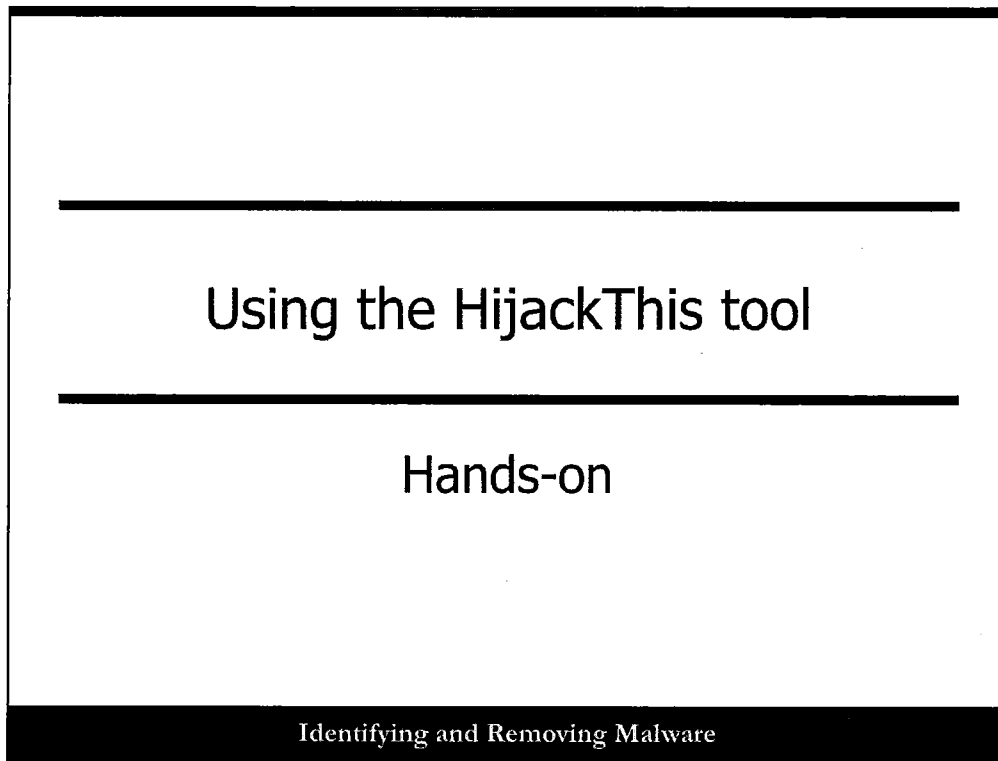 Using the HijackThis tool
Hands-on
Identifying and Removing Malware